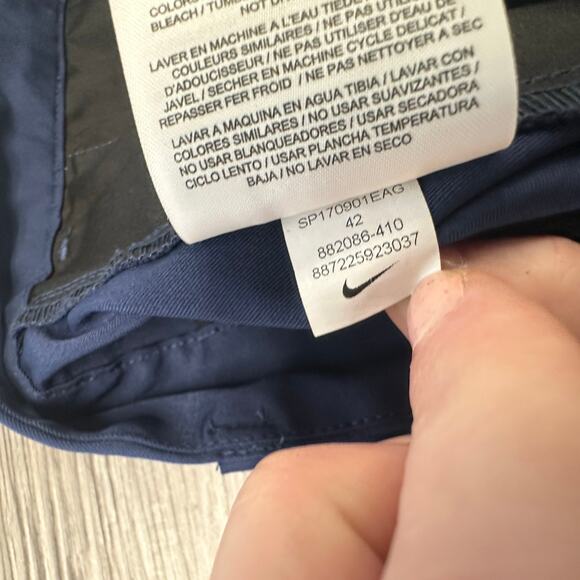 COLORS
NOT
BLEACH / TUM
LAVER EN MACHINE A L'EAU TIEDE
COULEURS SIMILAIRES / NE PAS UTILISER
D'ADOUCISSEUR / NE PAS UTILISER D'EAU DE
JAVEL / SECHER EN MACHINE CYCLE DELICAT /
REPASSER FER FROID / NE PAS NETTOYER A SEC
LAVAR A MAQUINA EN AGUA TIBIA / LAVAR CON
COLORES SIMILARES / NO USAR SUAVIZANTES /
NO USAR BLANQUEADORES / USAR SECADORA
CICLO LENTO / USAR PLANCHA TEMPERATURA
BAJA / NO LAVAR EN SECO
SP170901EAG
42
882086-410
887225923037